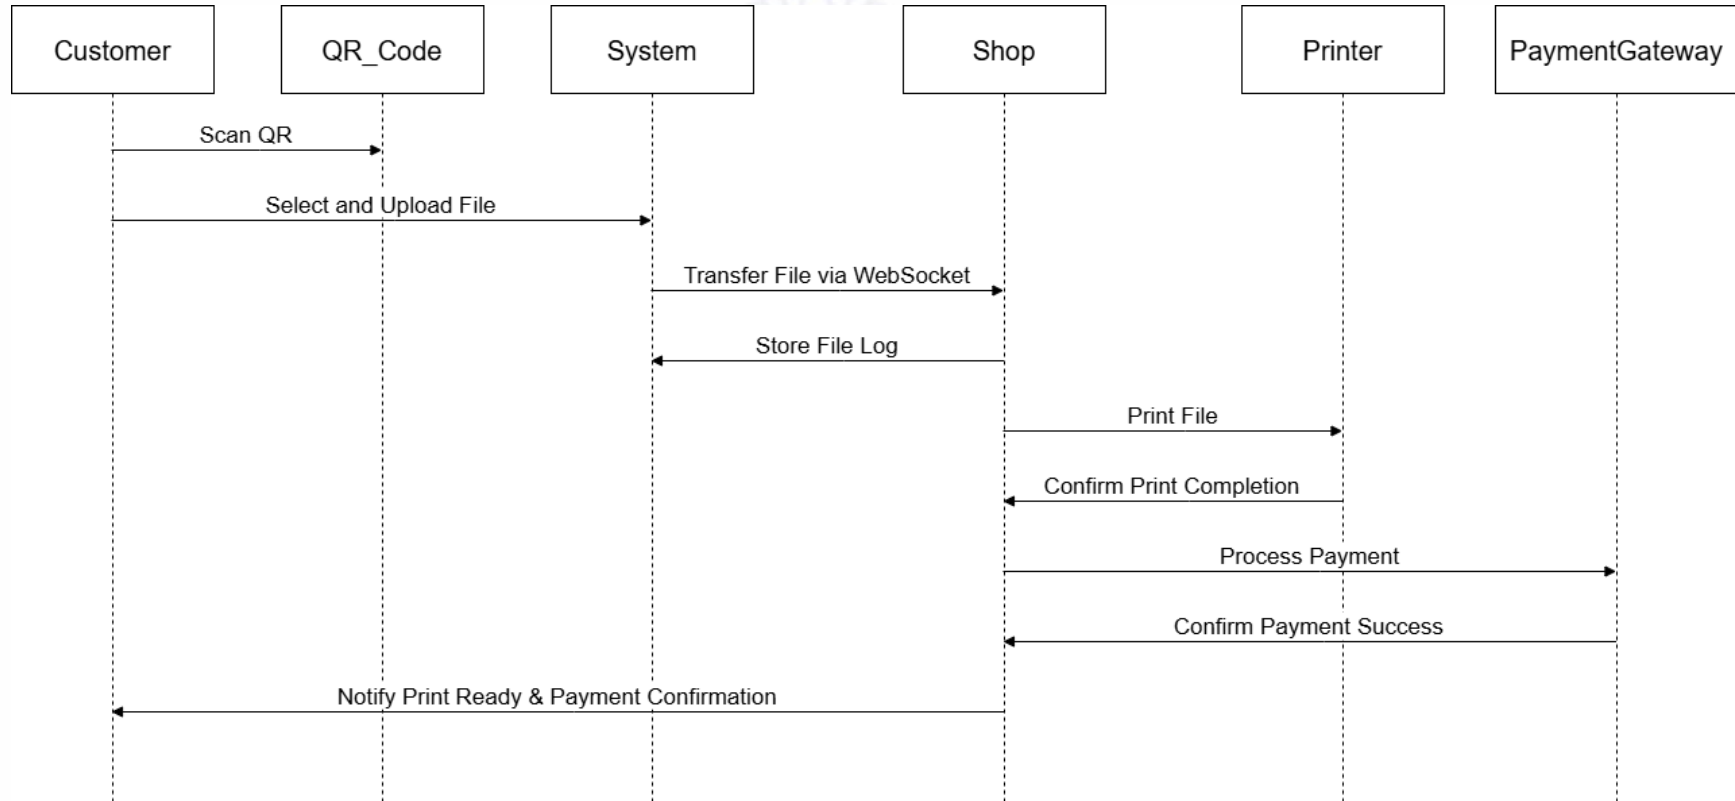 Customer
QR_Code
System
Shop
Printer
PaymentGateway
Scan QR
Select and Upload File
Transfer File via WebSocket
Store File Log
Print File
Confirm Print Completion
Process Payment
Confirm Payment Success
Notify Print Ready & Payment Confirmation